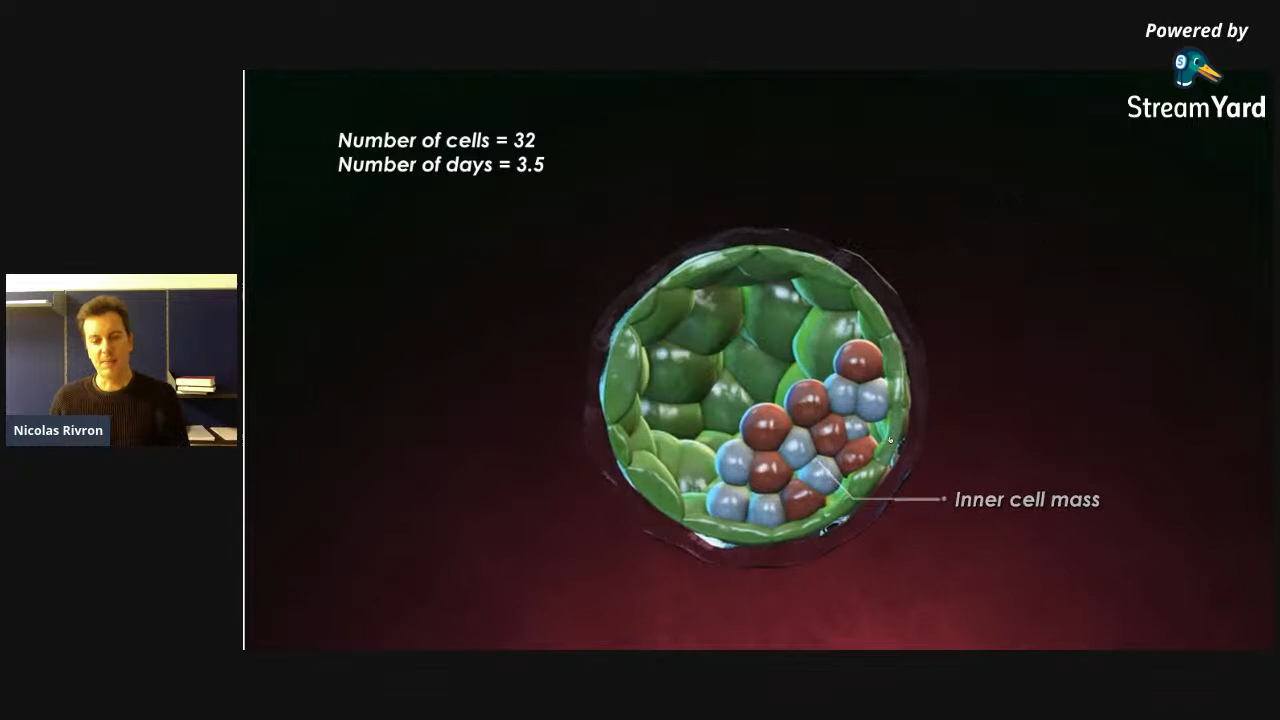 Powered by
StreamYard
Number of cells = 32
Number of days = 3.5
Nicolas Rivron
Inner cell mass